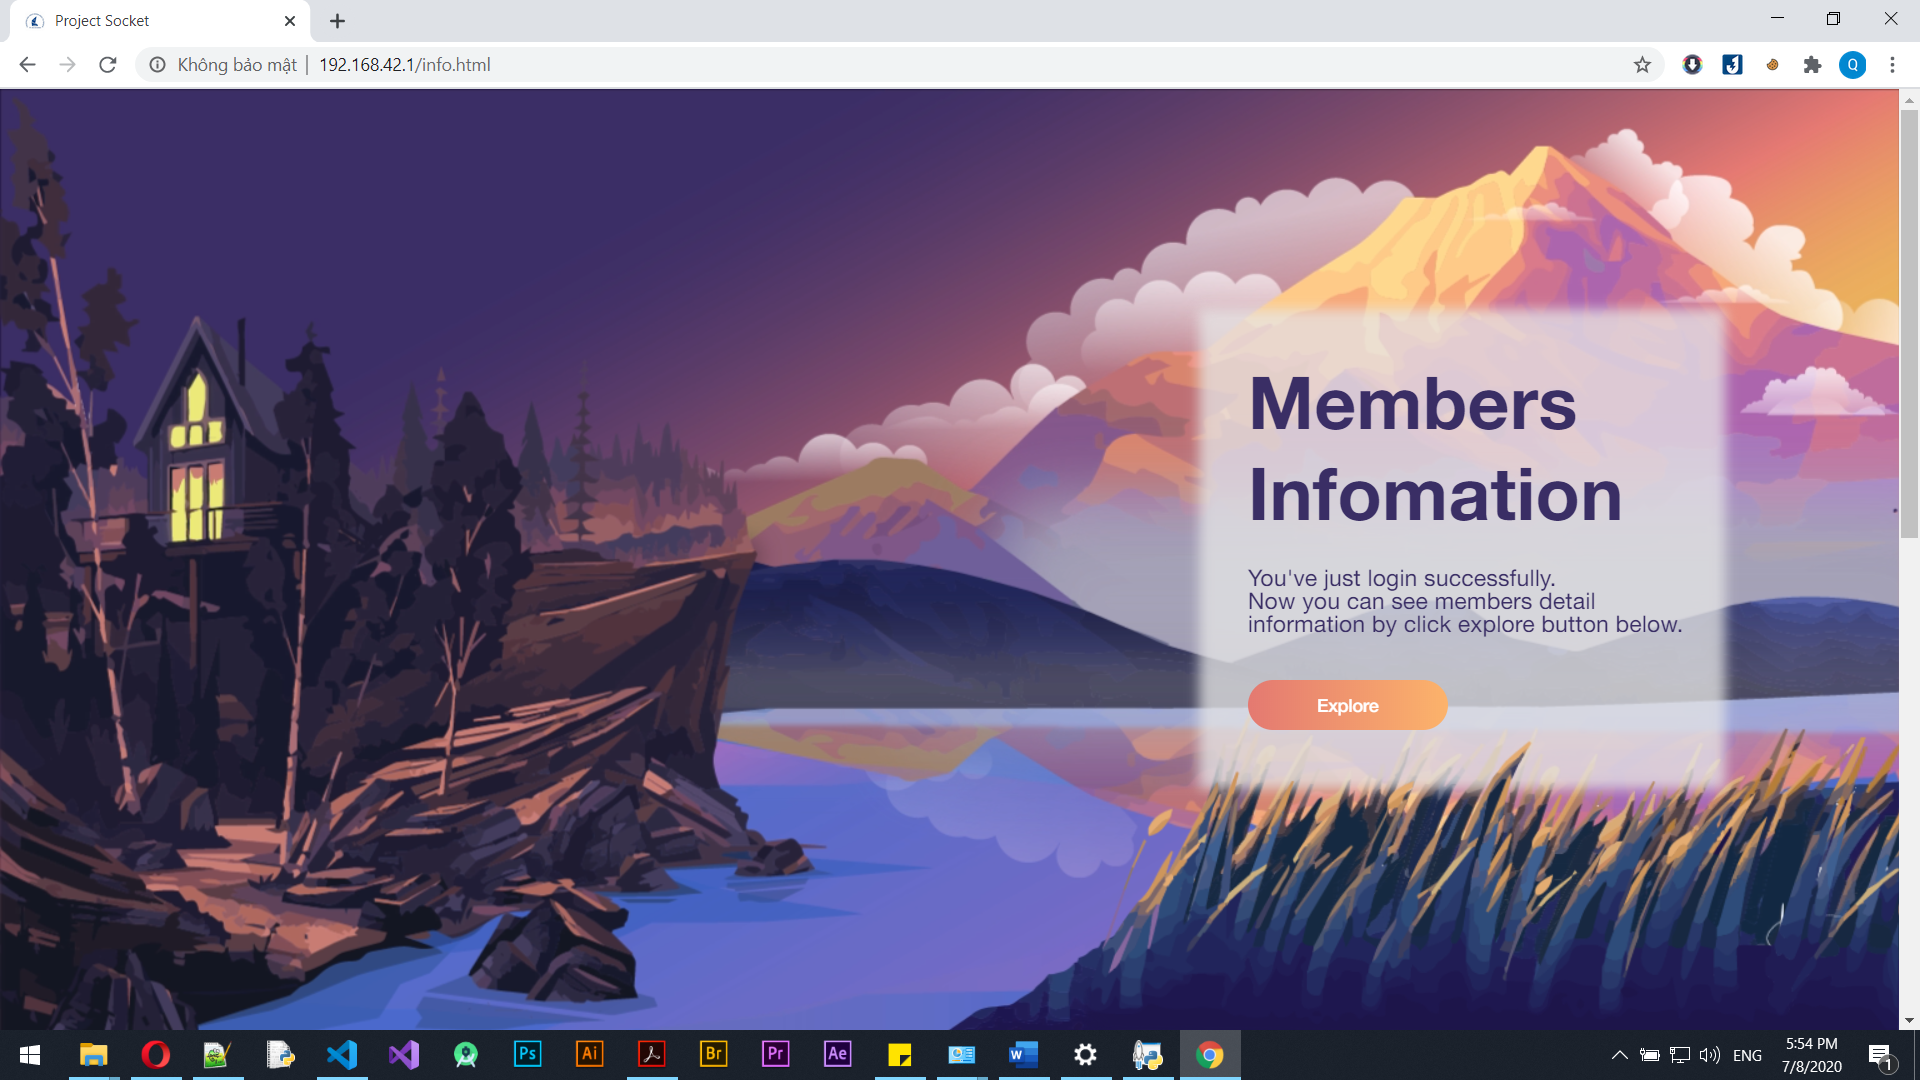 Project Socket
Không bảo mật | 192.168.42.1/info.html
Q
Members
Infomation
You've just login successfully.
Now you can see members detail
information by click explore button below.
Explore
Ps
Ai
Br
Pr
Ae
W
ENG
5:54 PM
7/8/2020
1